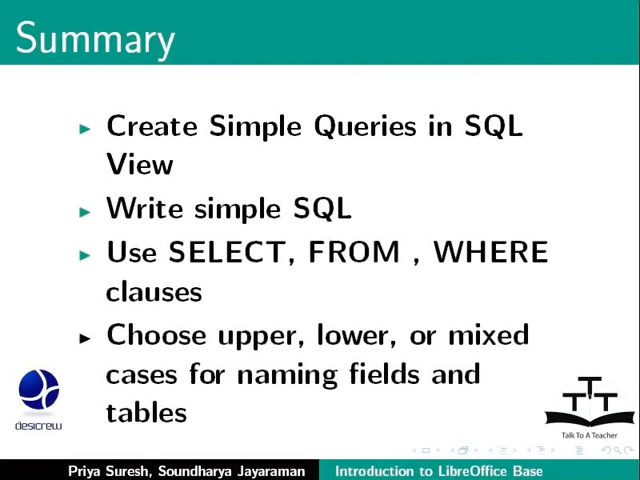 Summary
Create Simple Queries in SQL
View
Write simple SQL
Use SELECT, FROM , WHERE
clauses
Choose upper, lower, or mixed
cases for naming fields and
tables
desicrew
TTT
Talk To A Teacher
Priya Suresh, Soundharya Jayaraman Introduction to LibreOffice Base